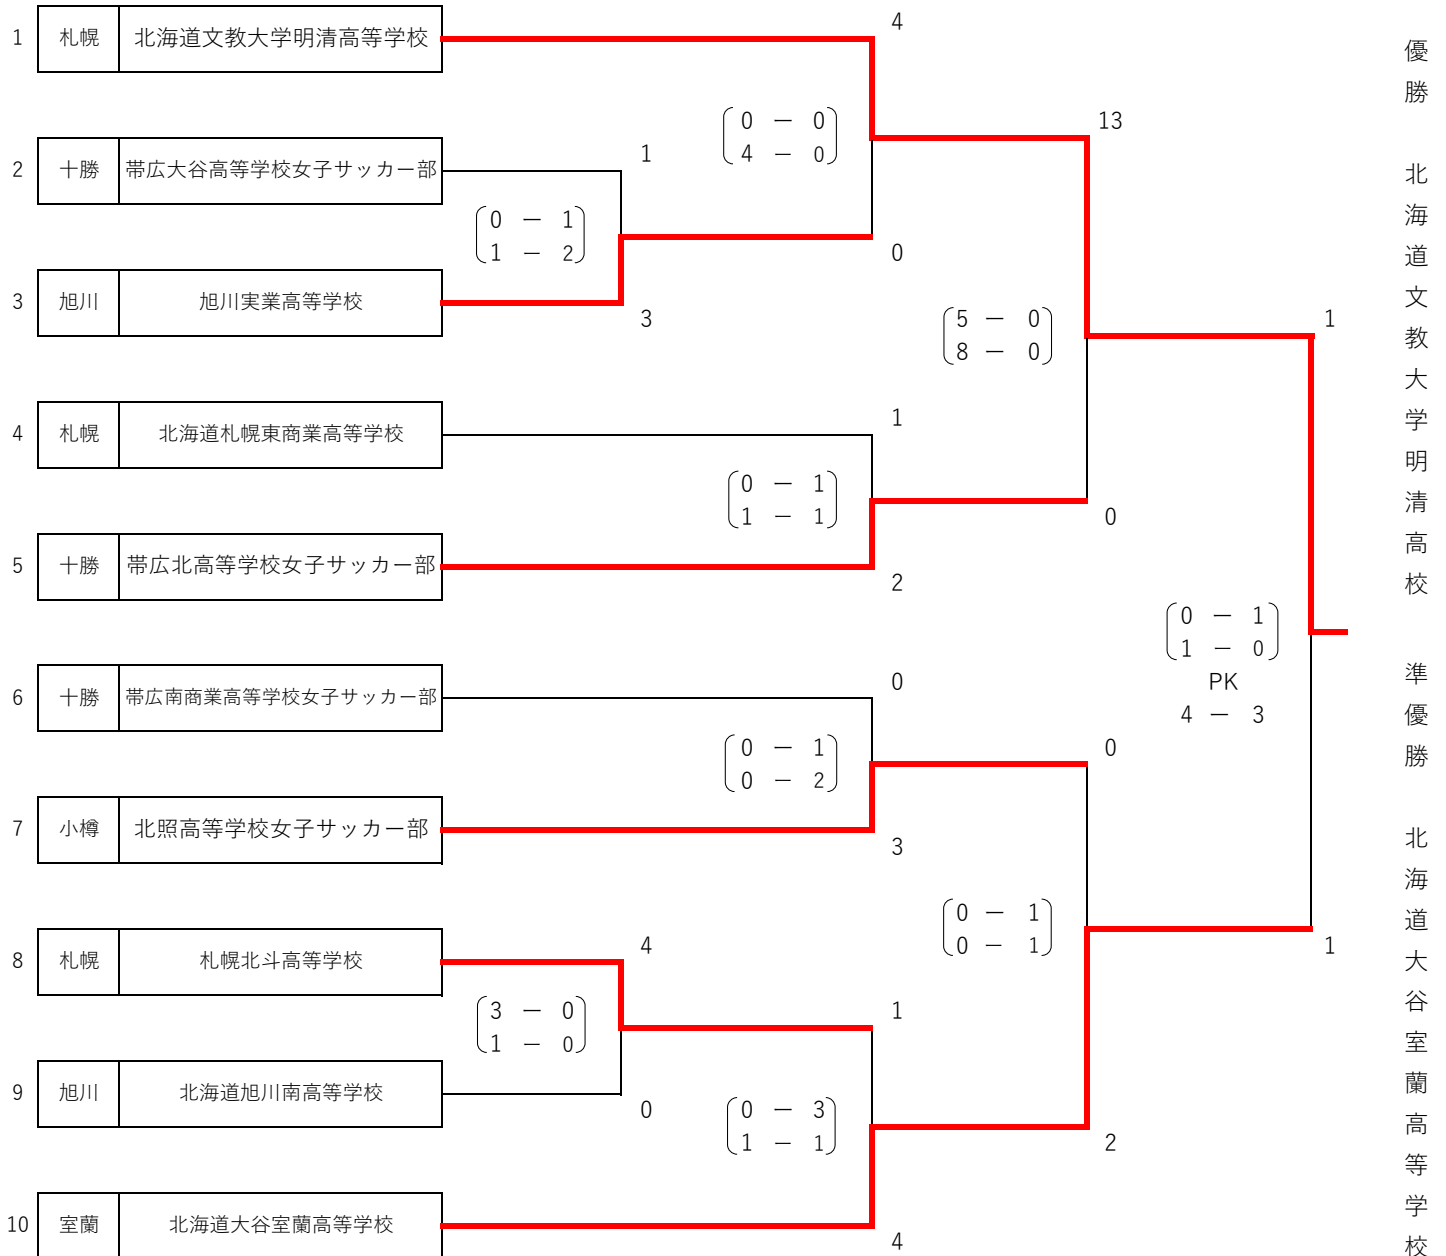 1 札幌 北海道文教大学明清高等学校
2 十勝 帯広大谷高等学校女子サッカー部
3 旭川 旭川実業高等学校
4 札幌 北海道札幌東商業高等学校
5 十勝 帯広北高等学校女子サッカー部
6 十勝 帯広南商業高等学校女子サッカー部
7 小樽 北照高等学校女子サッカー部
8 札幌 札幌北斗高等学校
9 旭川 北海道旭川南高等学校
10 室蘭 北海道大谷室蘭高等学校
1
0 － 1
1 － 2
3
4
3 － 0
1 － 0
0
4
0 － 0
4 － 0
0
1
0 － 1
1 － 1
2
0
0 － 1
0 － 2
3
1
0 － 3
1 － 1
4
13
5 － 0
8 － 0
0
0
0 － 1
0 － 1
2
1
0 － 1
1 － 0
PK
4 － 3
1
優勝 北海道文教大学明清高校
準優勝 北海道大谷室蘭高等学校